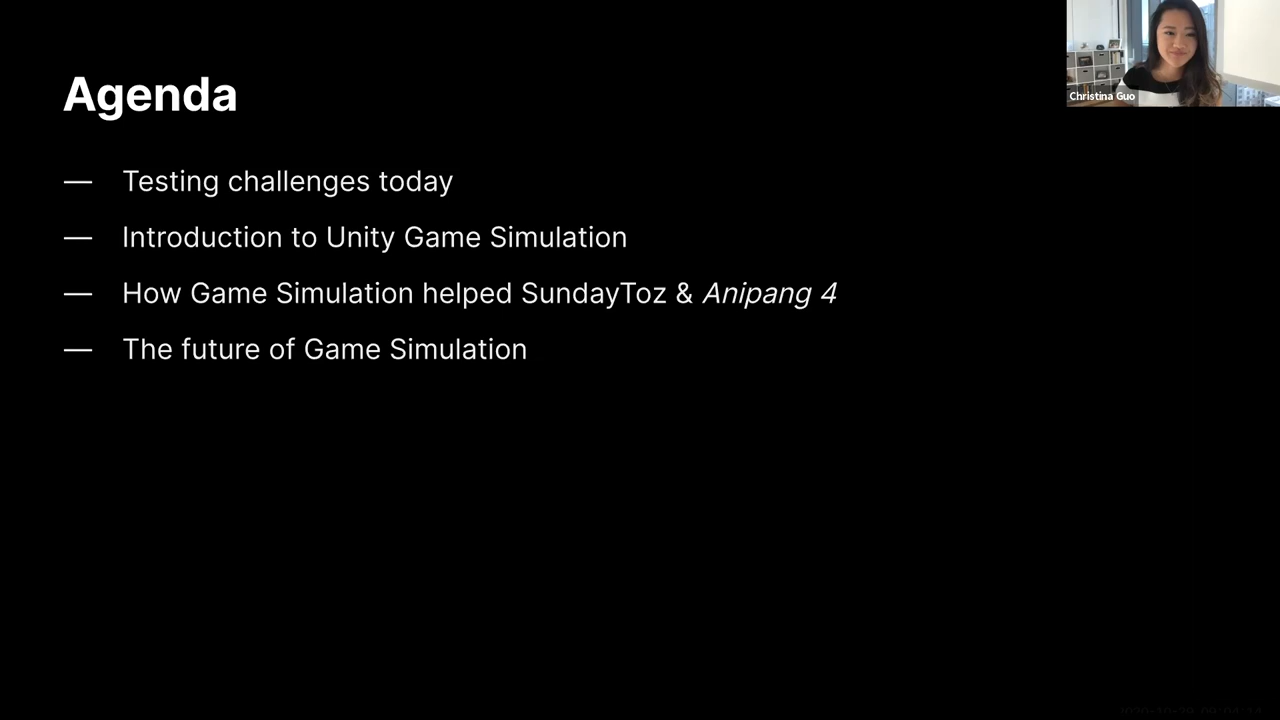 Agenda
— Testing challenges today
— Introduction to Unity Game Simulation
— How Game Simulation helped SundayToz & Anipang 4
— The future of Game Simulation
Christina Guo